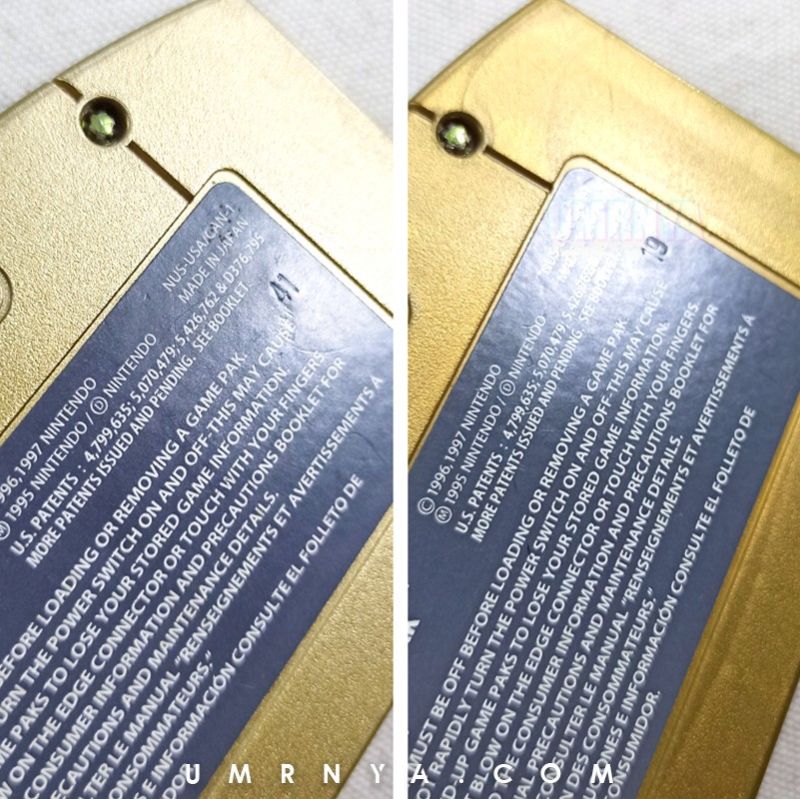 NUS-USA/CAN-1
MADE IN JAPAN
41
1996,1997 NINTENDO
Ⓜ 1995 NINTENDO / Ⓓ NINTENDO
U.S. PATENTS : 4,799,635; 5,070,479; 5,426,762 & D376,795
MORE PATENTS ISSUED AND PENDING. SEE BOOKLET
BEFORE LOADING OR REMOVING A GAME PAK.
TURN THE POWER SWITCH ON AND OFF-THIS MAY CAUSE
PAKS TO LOSE YOUR STORED GAME INFORMATION.
ON THE EDGE CONNECTOR OR TOUCH WITH YOUR FINGERS
CONSUMER INFORMATION AND PRECAUTIONS BOOKLET FOR
PRECAUTIONS AND MAINTENANCE DETAILS.
LE MANUAL "RENSEIGNEMENTS ET AVERTISSEMENTS À
CONSOMMATEURS."
E INFORMACIÓN CONSULTE EL FOLLETO DE
UMRNYA
19
© 1996,1997 NINTENDO
Ⓜ 1995 NINTENDO / Ⓓ NINTENDO
U.S. PATENTS : 4,799,635; 5,070,479; 5,426,762
MORE PATENTS ISSUED AND PENDING. SEE BOOKLET
MUST BE OFF BEFORE LOADING OR REMOVING A GAME PAK
RAPIDLY TURN THE POWER SWITCH ON AND OFF-THIS MAY CAUSE
GAME PAKS TO LOSE YOUR STORED GAME INFORMATION.
BLOW ON THE EDGE CONNECTOR OR TOUCH WITH YOUR FINGERS.
CONSUMER INFORMATION AND PRECAUTIONS BOOKLET FOR
PRECAUTIONS AND MAINTENANCE DETAILS.
LE MANUAL "RENSEIGNEMENTS ET AVERTISSEMENTS À
CONSOMMATEURS."
E INFORMACIÓN CONSULTE EL FOLLETO DE
CONSUMIDOR.
UMRNYA.COM